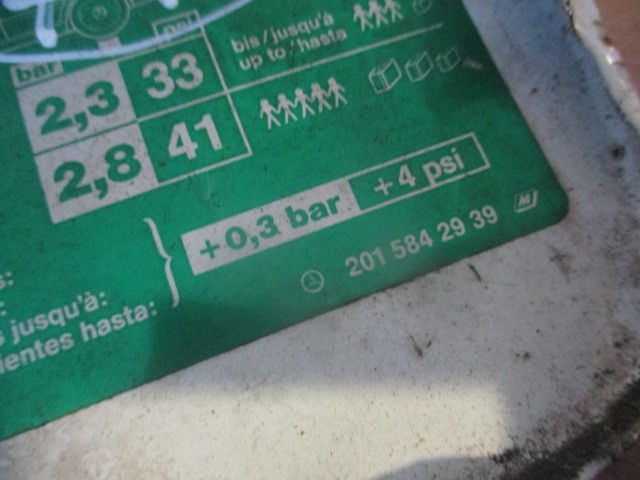 bar
2,3 33
2,8 41
bis/jusqu'à
up to/hasta
+0,3 bar +4 psi
s:
:
s jusqu'à:
ientes hasta:
201 584 29 39